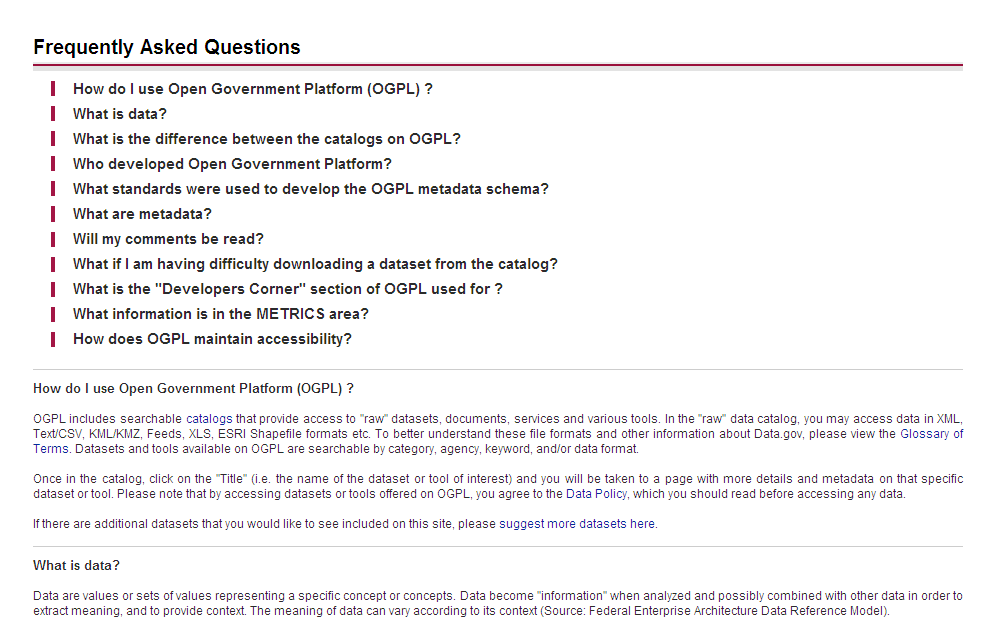 Frequently Asked Questions
How do I use Open Government Platform (OGPL) ?
What is data?
What is the difference between the catalogs on OGPL?
Who developed Open Government Platform?
What standards were used to develop the OGPL metadata schema?
What are metadata?
Will my comments be read?
What if I am having difficulty downloading a dataset from the catalog?
What is the "Developers Corner" section of OGPL used for ?
What information is in the METRICS area?
How does OGPL maintain accessibility?
How do I use Open Government Platform (OGPL) ?
OGPL includes searchable catalogs that provide access to "raw" datasets, documents, services and various tools. In the "raw" data catalog, you may access data in XML,
Text/CSV, KML/KMZ, Feeds, XLS, ESRI Shapefile formats etc. To better understand these file formats and other information about Data.gov, please view the Glossary of
Terms. Datasets and tools available on OGPL are searchable by category, agency, keyword, and/or data format.
Once in the catalog, click on the "Title" (i.e. the name of the dataset or tool of interest) and you will be taken to a page with more details and metadata on that specific
dataset or tool. Please note that by accessing datasets or tools offered on OGPL, you agree to the Data Policy, which you should read before accessing any data.
If there are additional datasets that you would like to see included on this site, please suggest more datasets here.
What is data?
Data are values or sets of values representing a specific concept or concepts. Data become "information" when analyzed and possibly combined with other data in order to
extract meaning, and to provide context. The meaning of data can vary according to its context (Source: Federal Enterprise Architecture Data Reference Model).